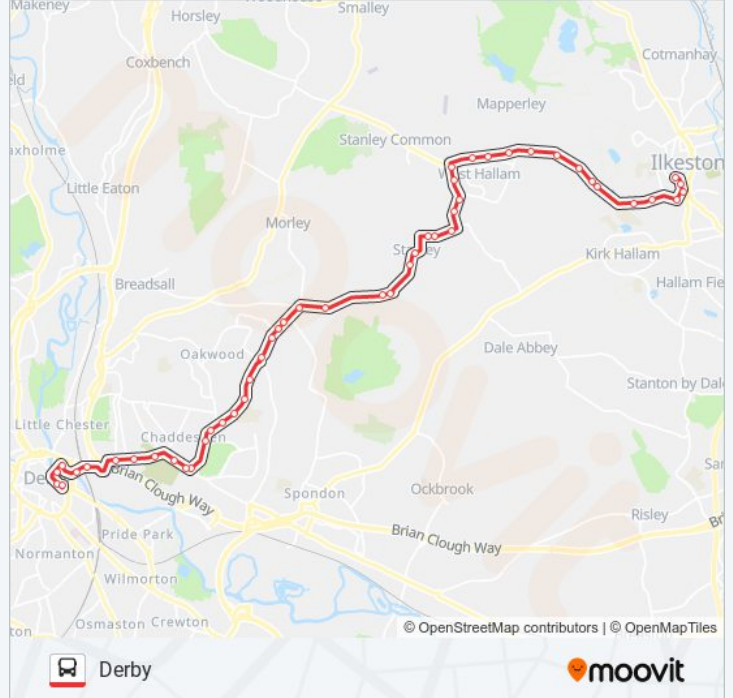 Makeney
Smalley
Horsley
Cotmanhay
Coxbench
Mapperley
Stanley Common
Ilkeston
West Hallam
Little Eaton
Morley
Stanley
Kirk Hallam
Breadsall
Hallam Fie
Oakwood
Dale Abbey
Stanton by Dale
Little Chester
Chaddesden
De
Brian Clough Way
Spondon
Ockbrook
Risley
Pride Park
Brian Clough Way
Normanton
Wilmorton
Osmaston
Crewton
© OpenStreetMap contributors | © OpenMapTiles
Derby
moovit